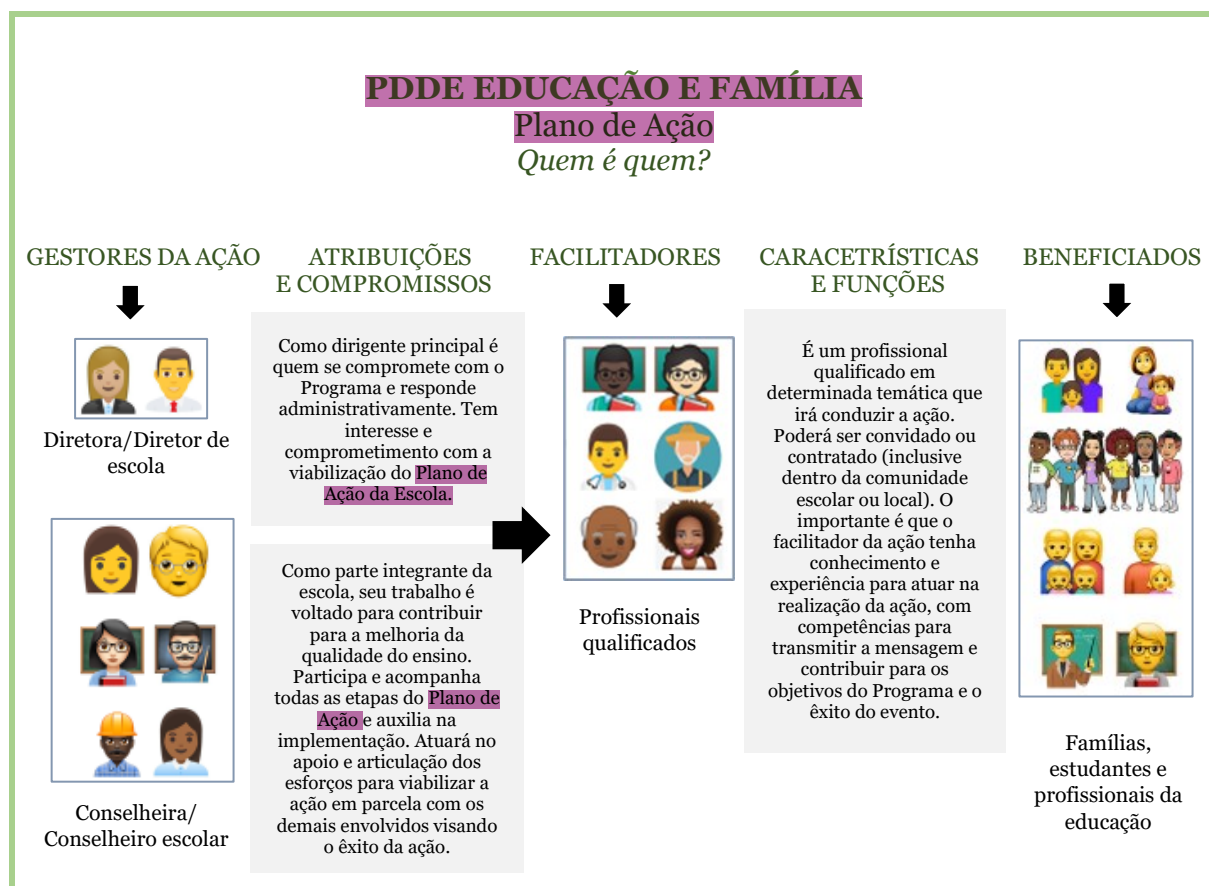 PDDE EDUCAÇÃO E FAMÍLIA
Plano de Ação
Quem é quem?
GESTORES DA AÇÃO
Diretora/Diretor de
escola
Conselheira/
Conselheiro escolar
ATRIBUIÇÕES
E COMPROMISSOS
Como dirigente principal é
quem se compromete com o
Programa e responde
administrativamente. Tem
interesse e
comprometimento com a
viabilização do Plano de
Ação da Escola.
Como parte integrante da
escola, seu trabalho é
voltado para contribuir
para a melhoria da
qualidade do ensino.
Participa e acompanha
todas as etapas do Plano de
Ação e auxilia na
implementação. Atuará no
apoio e articulação dos
esforços para viabilizar a
ação em parcela com os
demais envolvidos visando
o êxito da ação.
FACILITADORES
Profissionais
qualificados
CARACETRÍSTICAS
E FUNÇÕES
É um profissional
qualificado em
determinada temática que
irá conduzir a ação.
Poderá ser convidado ou
contratado (inclusive
dentro da comunidade
escolar ou local). O
importante é que o
facilitador da ação tenha
conhecimento e
experiência para atuar na
realização da ação, com
competências para
transmitir a mensagem e
contribuir para os
objetivos do Programa e o
êxito do evento.
BENEFICIADOS
Famílias,
estudantes e
profissionais da
educação